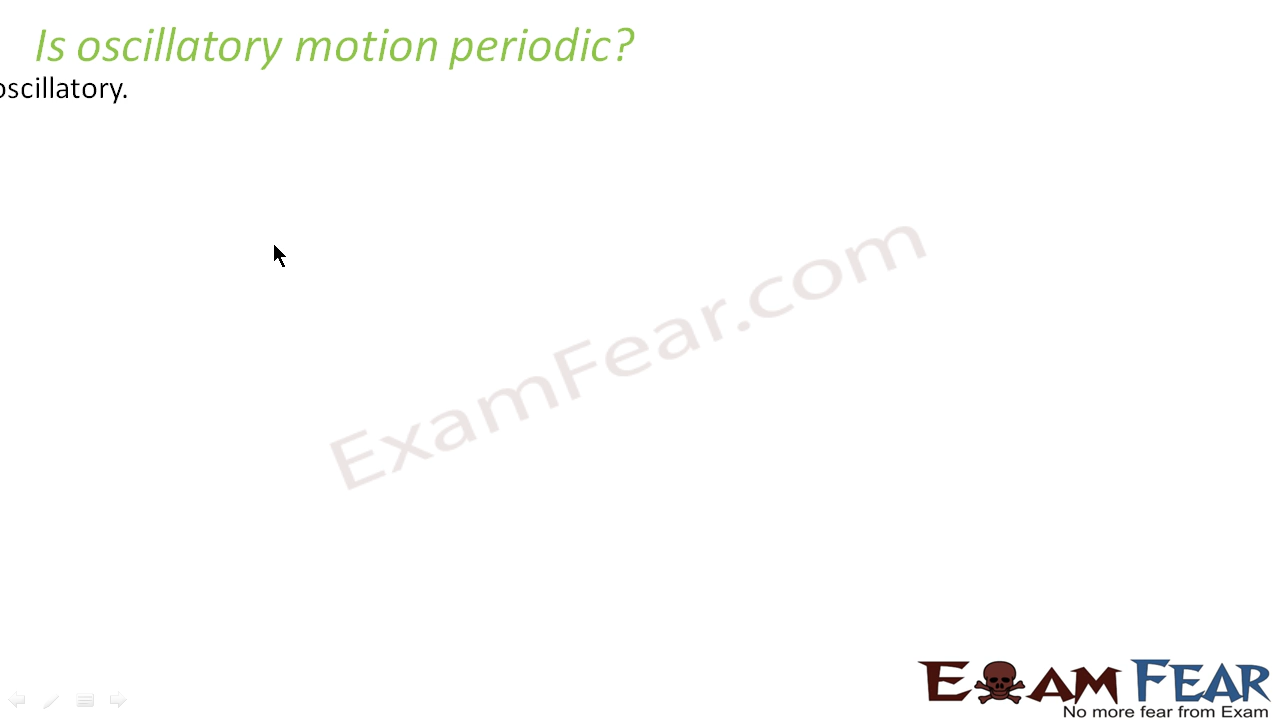 Is oscillatory motion periodic?
oscillatory.
ExamFear.com
EXAM FEAR
No more fear from Exam